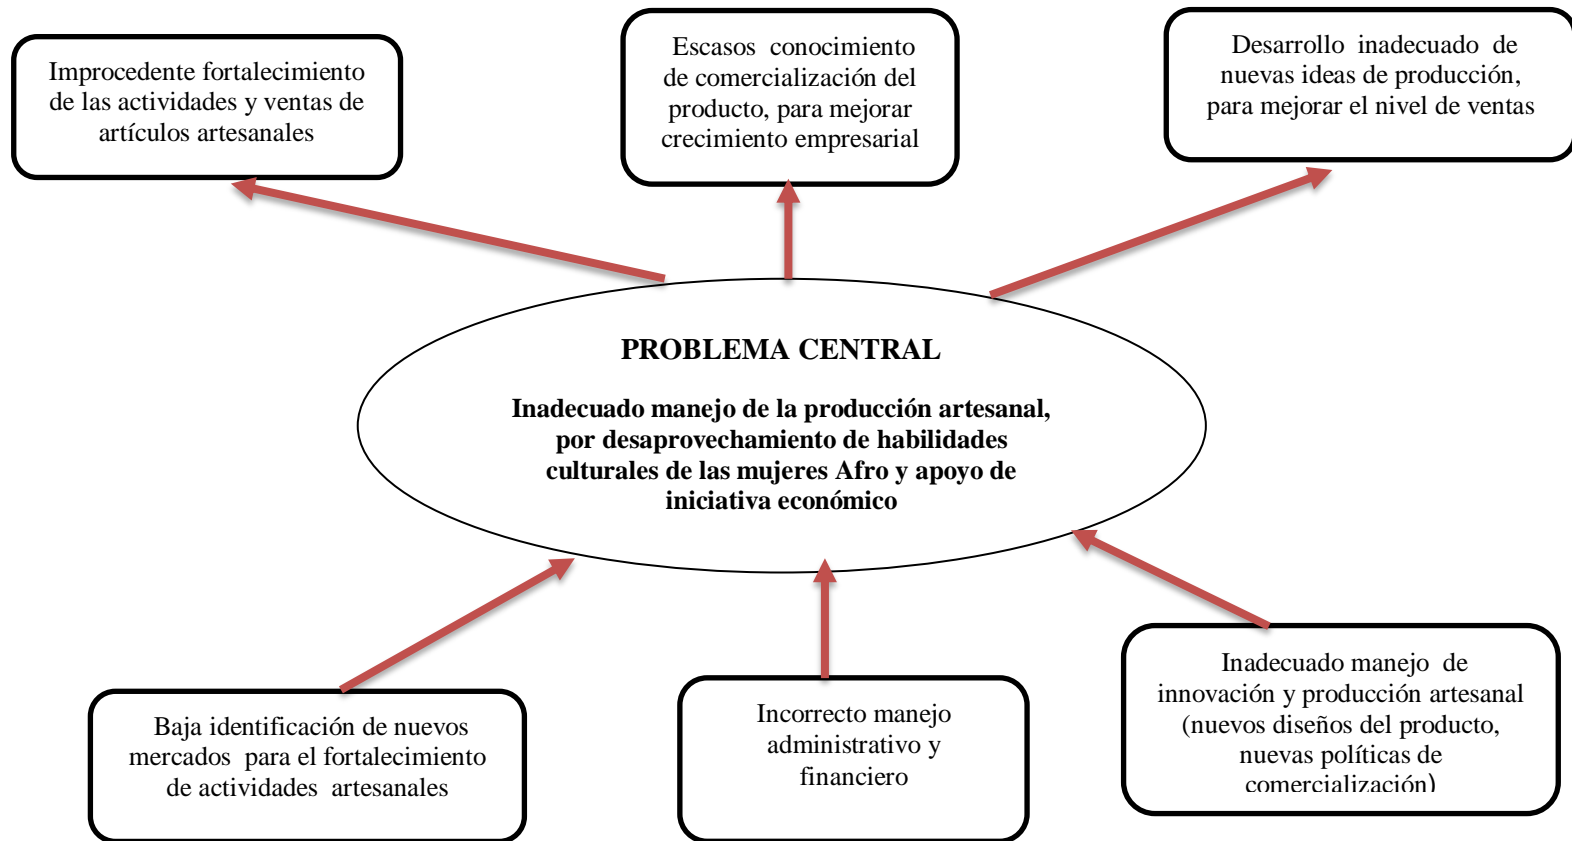 Improcedente fortalecimiento
de las actividades y ventas de
artículos artesanales
Escasos conocimiento
de comercialización del
producto, para mejorar
crecimiento empresarial
Desarrollo inadecuado de
nuevas ideas de producción,
para mejorar el nivel de ventas
PROBLEMA CENTRAL
Inadecuado manejo de la producción artesanal,
por desaprovechamiento de habilidades
culturales de las mujeres Afro y apoyo de
iniciativa económico
Baja identificación de nuevos
mercados para el fortalecimiento
de actividades artesanales
Incorrecto manejo
administrativo y
financiero
Inadecuado manejo de
innovación y producción artesanal
(nuevos diseños del producto,
nuevas políticas de
comercialización)